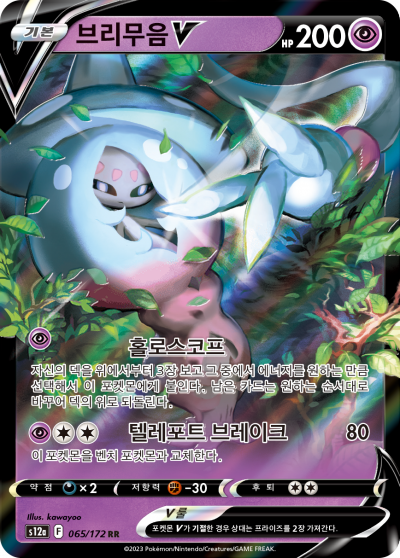 기본 브리무음 V HP 200
홀로스코프
자신의 덱을 위에서부터 3장 보고 그 중에서 에너지를 원하는 만큼
선택해서 이 포켓몬에게 붙인다. 남은 카드는 원하는 순서대로
바꾸어 덱의 위로 되돌린다.
텔레포트 브레이크 80
이 포켓몬을 벤치 포켓몬과 교체한다.
약점 ×2 저항력 -30 후퇴
Illus. kawayoo
V룰
s12a F 065/172 RR
포켓몬 V가 기절한 경우 상대는 프라이즈를 2장 가져간다.
©2023 Pokémon/Nintendo/Creatures/GAME FREAK.